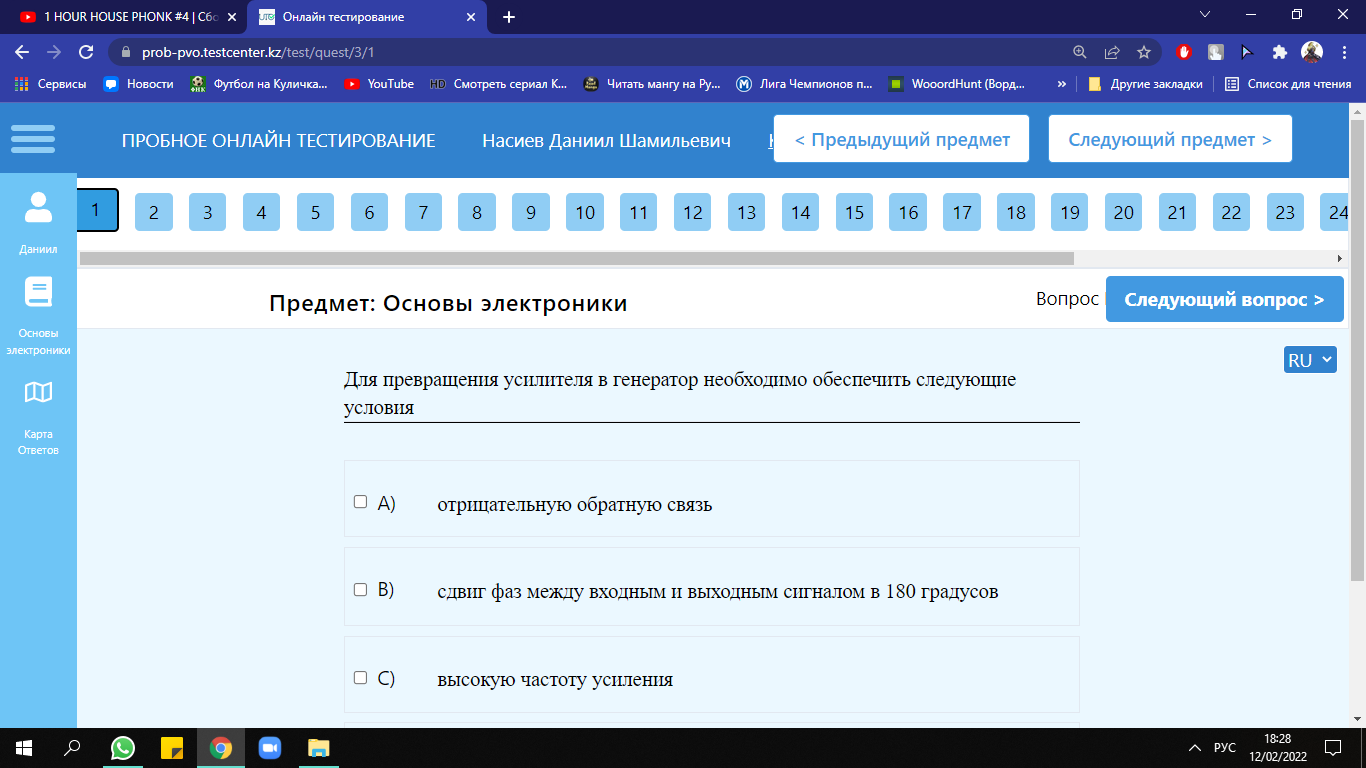 1 HOUR HOUSE PHONK #4 | Сбо
Онлайн тестирование
prob-pvo.testcenter.kz/test/quest/3/1
Сервисы Новости Футбол на Куличка... YouTube HD Смотреть сериал К... Читать мангу на Ру... Лига Чемпионов п... WooordHunt (Ворд... » Другие закладки Список для чтения
ПРОБНОЕ ОНЛАЙН ТЕСТИРОВАНИЕ Насиев Даниил Шамильевич < Предыдущий предмет Следующий предмет >
1 2 3 4 5 6 7 8 9 10 11 12 13 14 15 16 17 18 19 20 21 22 23 24
Даниил
Основы
электроники
Карта
Ответов
Предмет: Основы электроники Вопрос Следующий вопрос >
RU
Для превращения усилителя в генератор необходимо обеспечить следующие
условия
A) отрицательную обратную связь
B) сдвиг фаз между входным и выходным сигналом в 180 градусов
C) высокую частоту усиления
РУС
18:28
12/02/2022